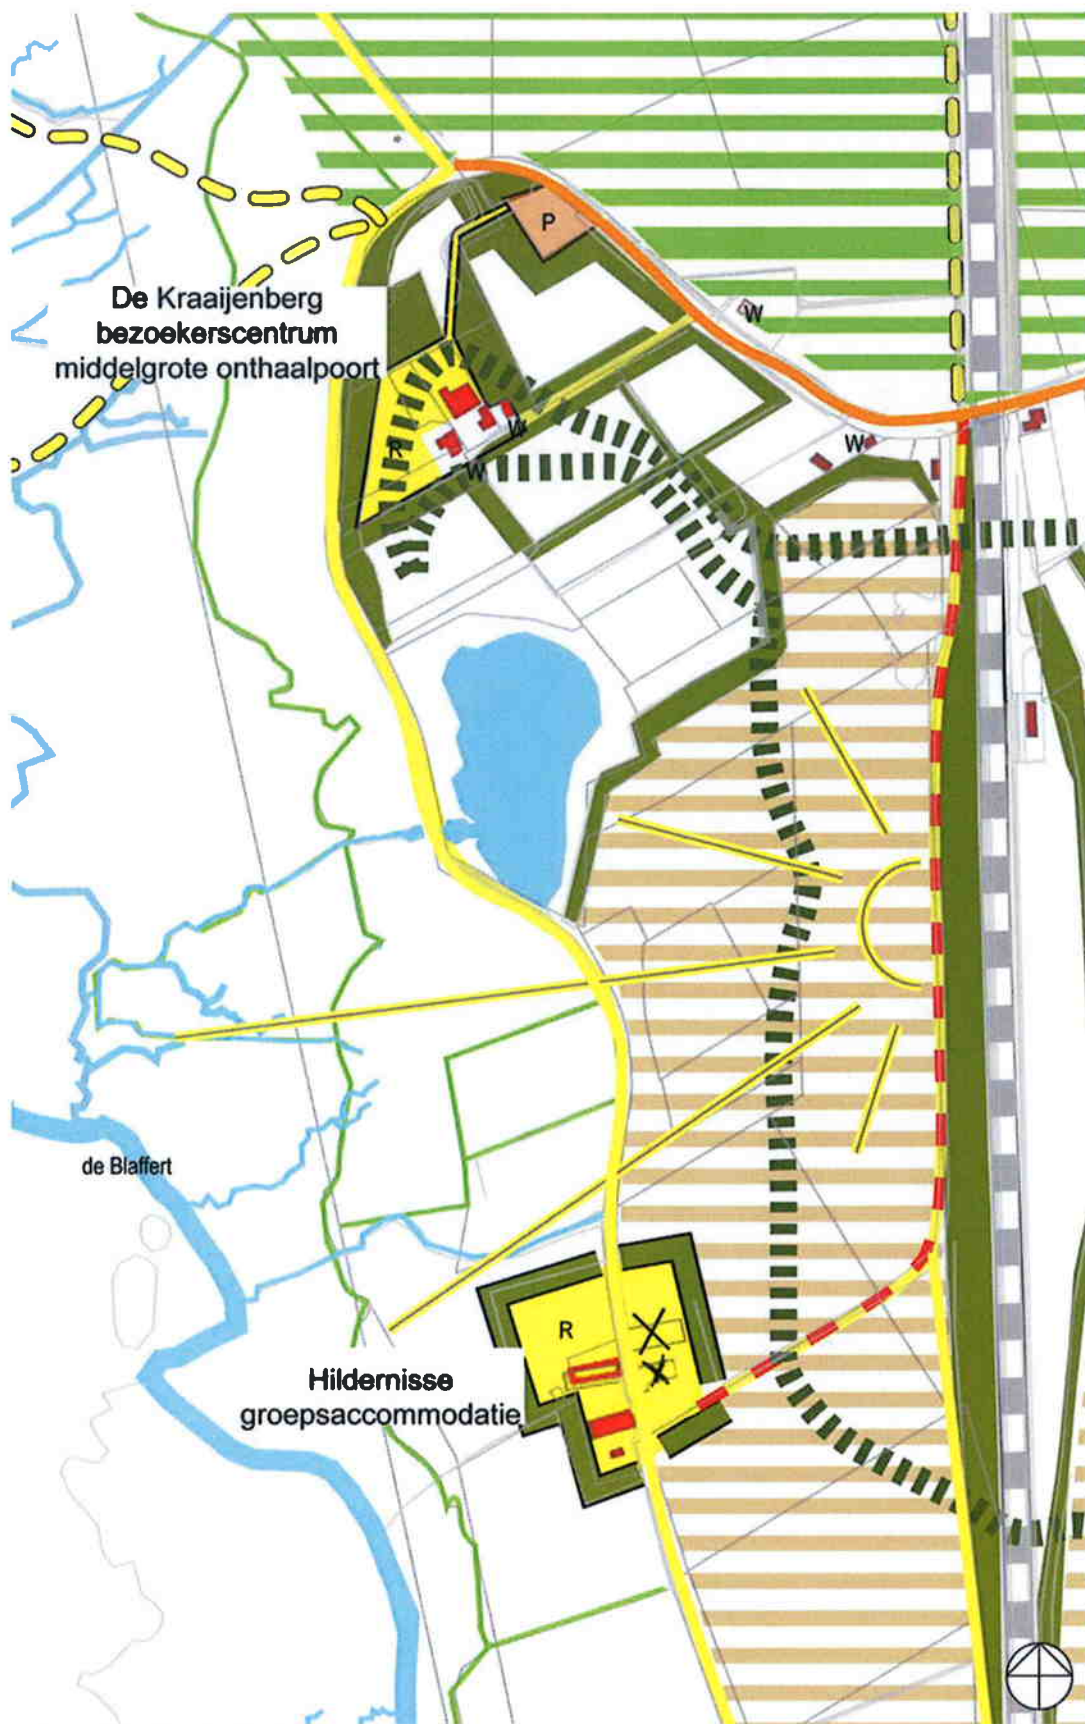 P
De Kraaijenberg
bezoekerscentrum
middelgrote onthaalpoort
W
W
W
R
W
de Blaffert
R
Hildernisse
groepsaccommodatie